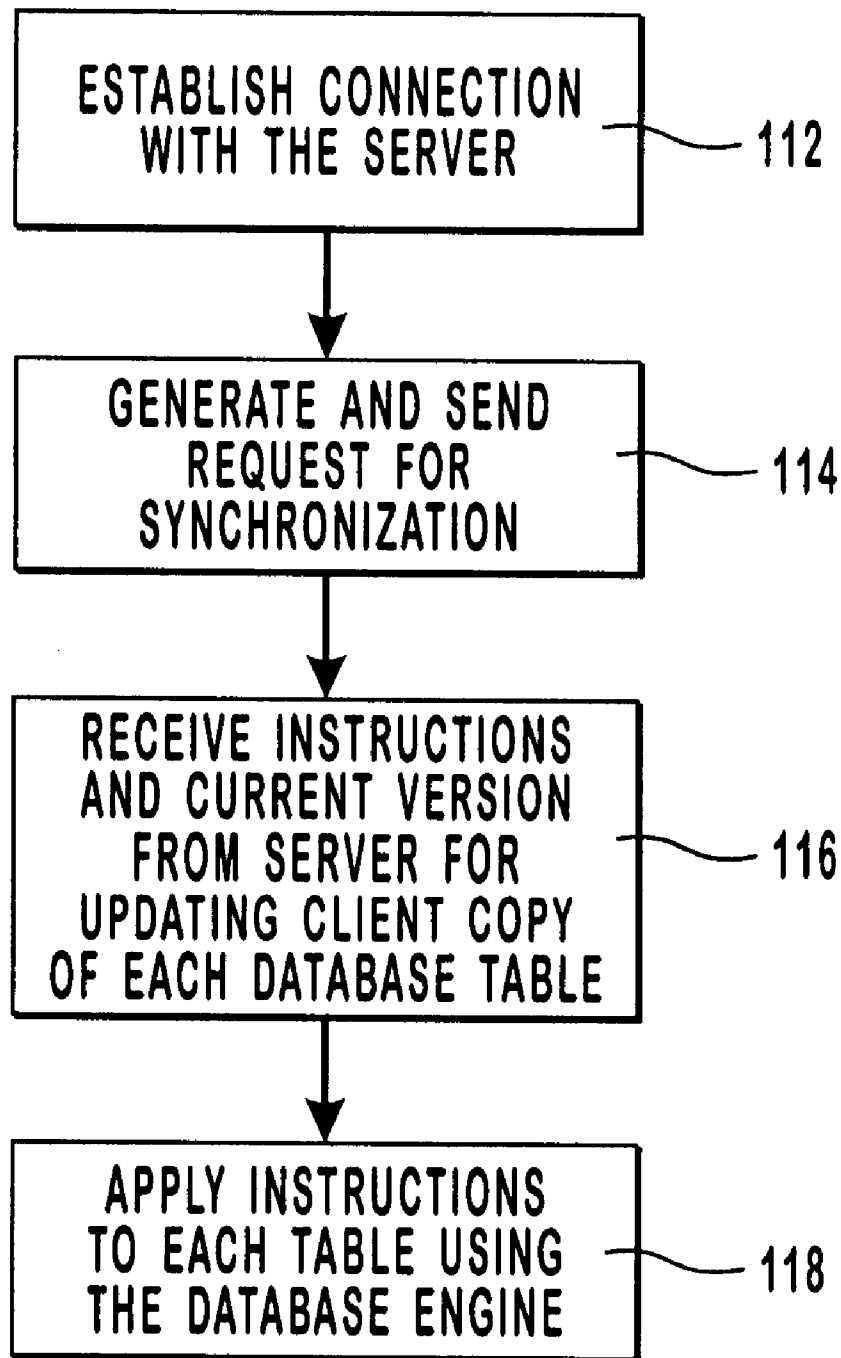 ESTABLISH CONNECTION
WITH THE SERVER
112
GENERATE AND SEND
REQUEST FOR
SYNCHRONIZATION
114
RECEIVE INSTRUCTIONS
AND CURRENT VERSION
FROM SERVER FOR
UPDATING CLIENT COPY
OF EACH DATABASE TABLE
116
APPLY INSTRUCTIONS
TO EACH TABLE USING
THE DATABASE ENGINE
118